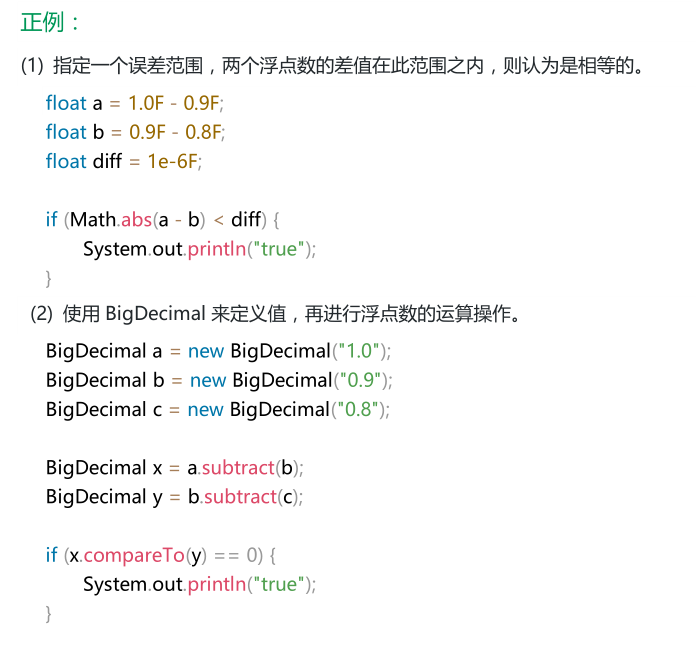 正例：
(1) 指定一个误差范围，两个浮点数的差值在此范围之内，则认为是相等的。
float a = 1.0F - 0.9F;
float b = 0.9F - 0.8F;
float diff = 1e-6F;
if (Math.abs(a - b) < diff) {
System.out.println("true");
}
(2) 使用 BigDecimal 来定义值，再进行浮点数的运算操作。
BigDecimal a = new BigDecimal("1.0");
BigDecimal b = new BigDecimal("0.9");
BigDecimal c = new BigDecimal("0.8");
BigDecimal x = a.subtract(b);
BigDecimal y = b.subtract(c);
if (x.compareTo(y) == 0) {
System.out.println("true");
}